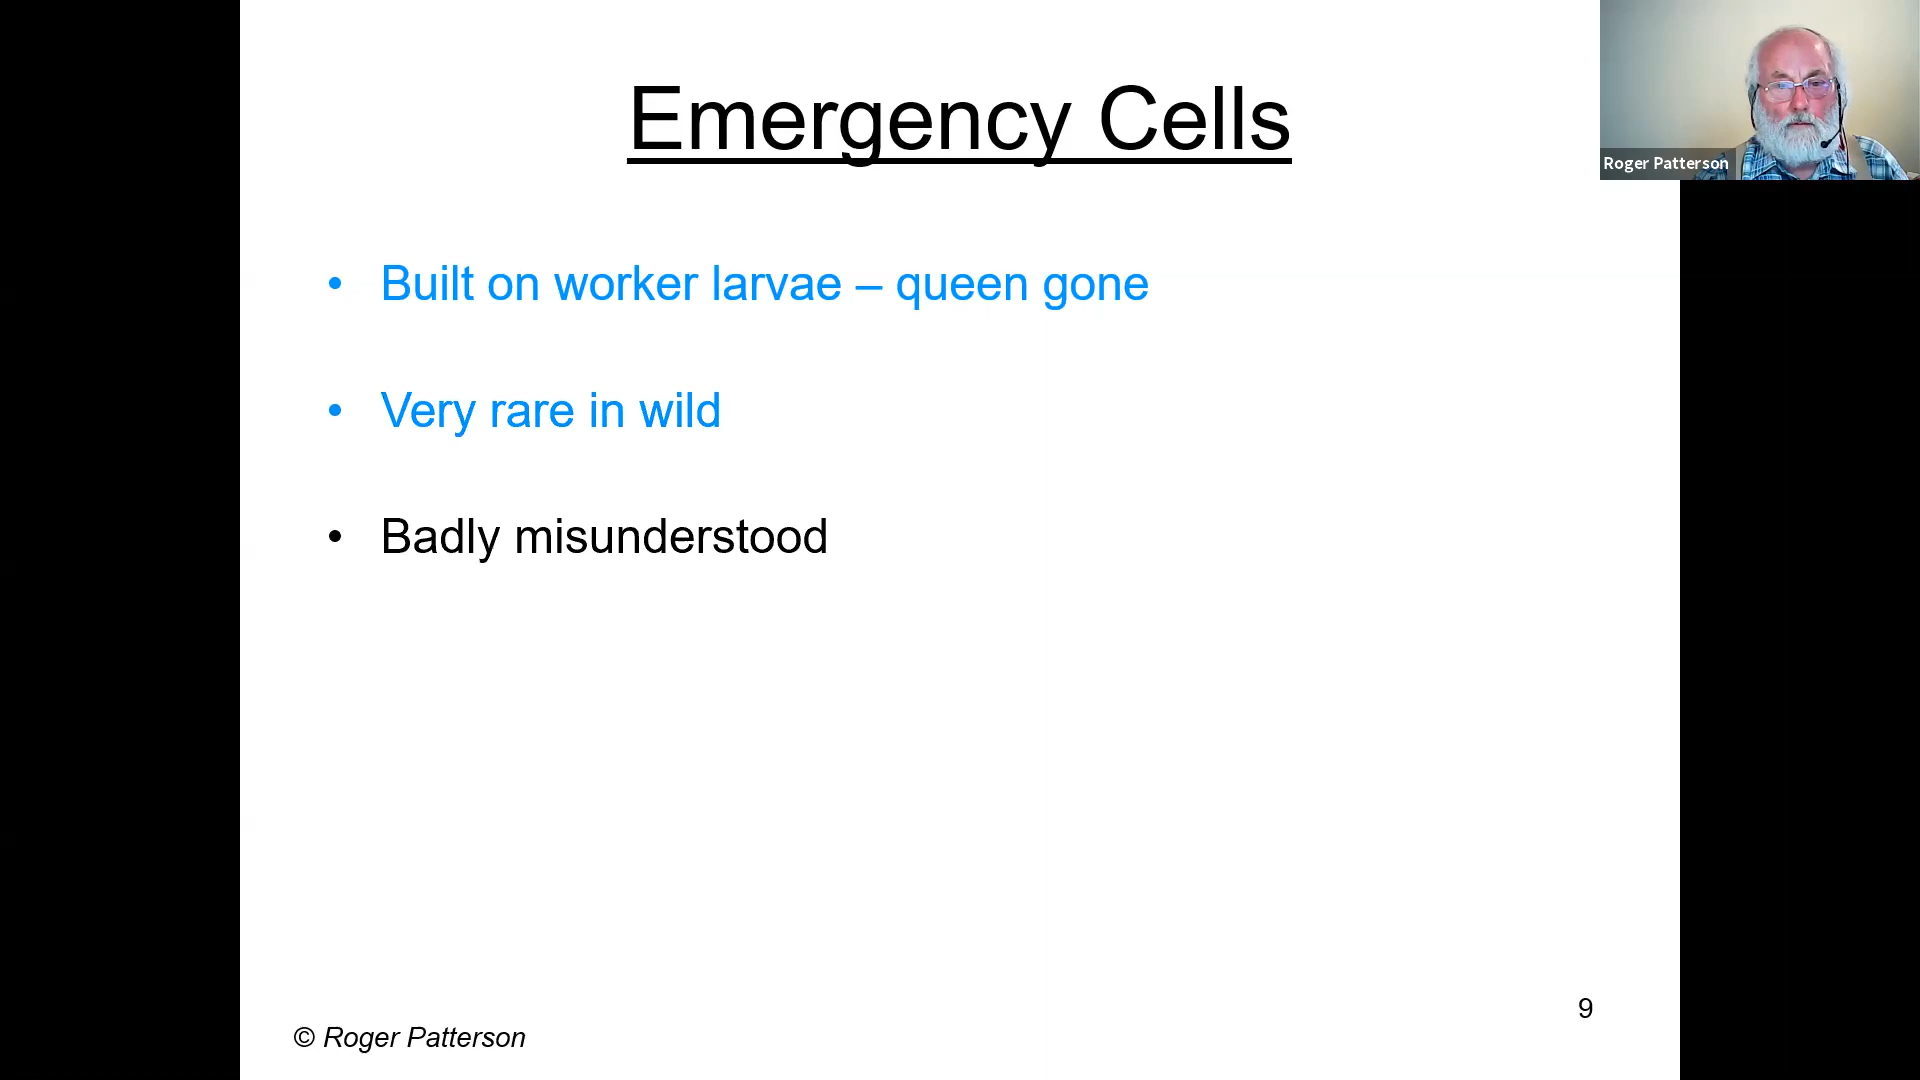 Emergency Cells
Roger Patterson
• Built on worker larvae – queen gone
• Very rare in wild
• Badly misunderstood
9
© Roger Patterson